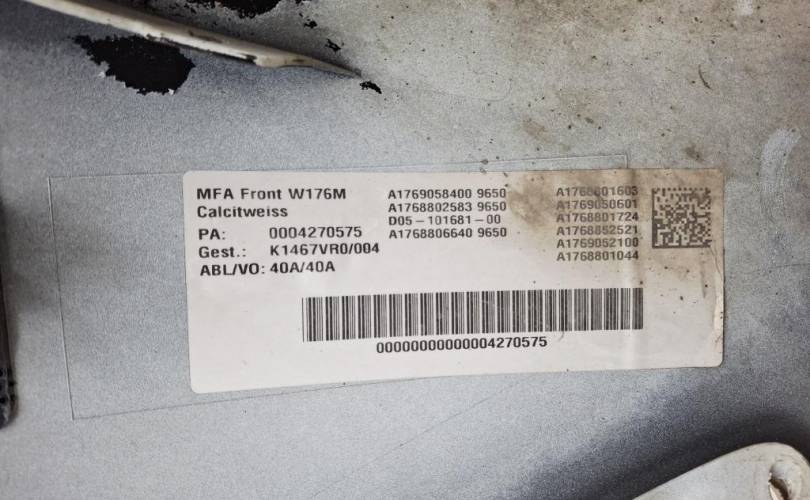 MFA Front W176M
Calcitweiss
PA: 0004270575
Gest.: K1467VR0/004
ABL/VO: 40A/40A
A1769058400 9650
A1768802583 9650
D05-101681-00
A1768806640 9650
A1768801603
A1769050601
A1768801724
A1768852521
A1769052100
A1768801044
00000000000004270575